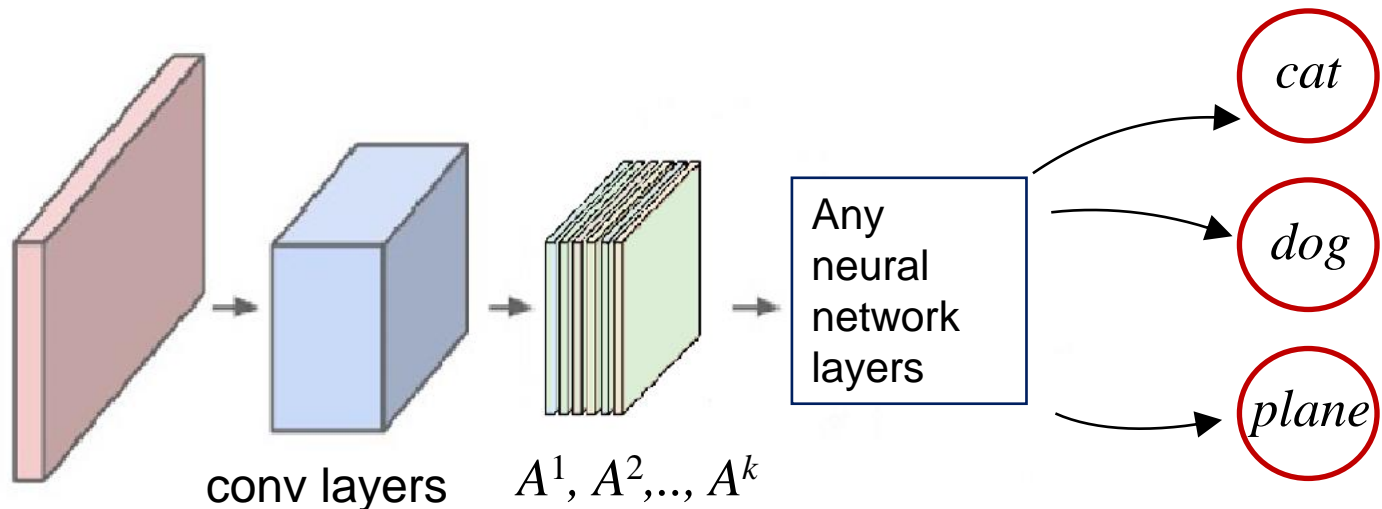 cat
Any
neural
network
layers
dog
plane
conv layers
A¹, A²,.., Aᵏ